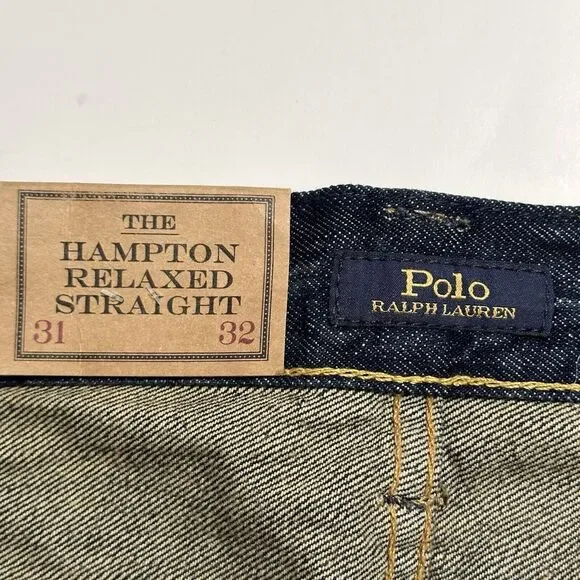 THE
HAMPTON
RELAXED
STRAIGHT
31 32
Polo
RALPH LAUREN